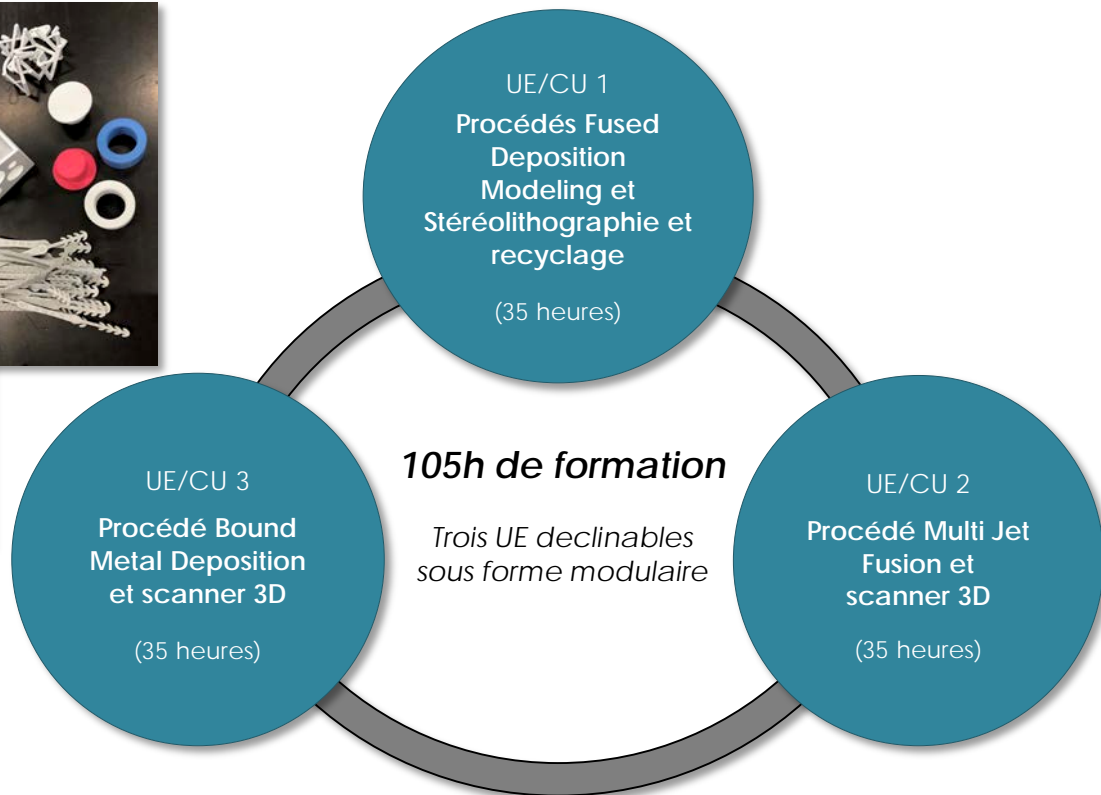 UE/CU 1
Procédés Fused
Deposition
Modeling et
Stéréolithographie et
recyclage
(35 heures)
105h de formation
Trois UE declinables
sous forme modulaire
UE/CU 3
Procédé Bound
Metal Deposition
et scanner 3D
(35 heures)
UE/CU 2
Procédé Multi Jet
Fusion et
scanner 3D
(35 heures)